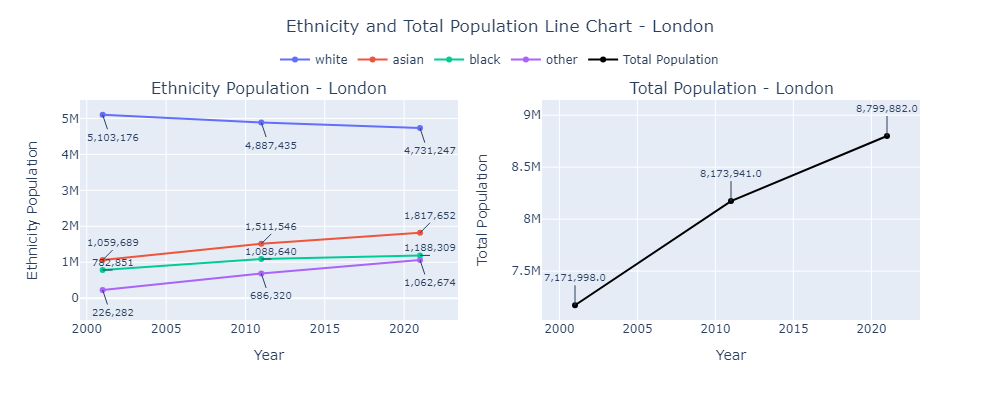 Ethnicity and Total Population Line Chart - London
white asian black other Total Population
Ethnicity Population - London
5M
4M
3M
2M
1M
0
Ethnicity Population
5,103,176
4,887,435
4,731,247
1,059,689
1,511,546
1,817,652
782,851
1,088,640
1,188,309
226,282
686,320
1,062,674
2000 2005 2010 2015 2020
Year
Total Population - London
9M
8.5M
8M
7.5M
Total Population
7,171,998.0
8,173,941.0
8,799,882.0
2000 2005 2010 2015 2020
Year